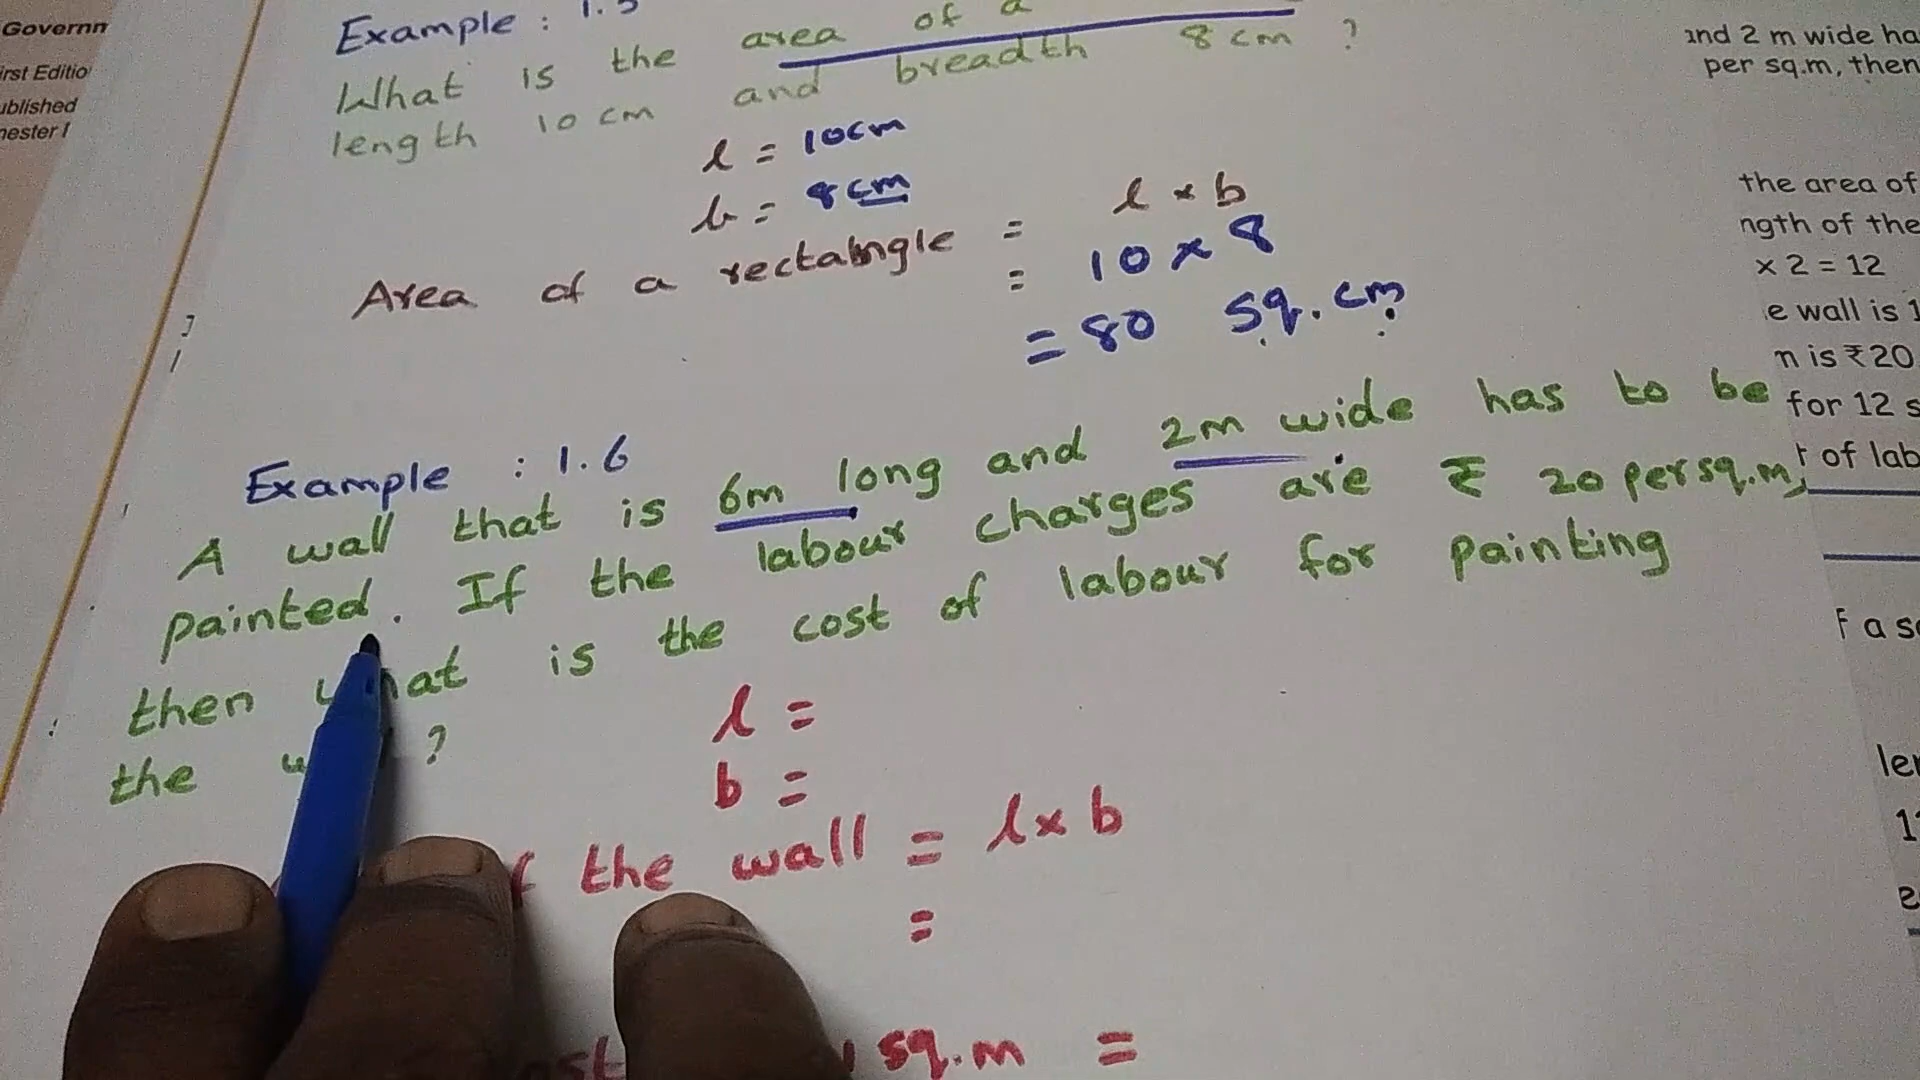 Governm
irst Editio
ublished
nester I
Example : 1.5
What is the area of a
length 10 cm and breadth 8 cm ?
l = 10cm
b = 8cm
Area of a rectangle = l × b
= 10 × 8
= 80 sq.cm
Example : 1.6
A wall that is 6m long and 2m wide has to be
painted. If the labour charges are ₹ 20 per sq.m,
then what is the cost of labour for painting
the ?
l =
b =
the wall = l × b
=
1 sq.m =
and 2 m wide ha
per sq.m, then
the area of
ngth of the
x 2 = 12
e wall is 1
n is ₹ 20
for 12 s
of lab
a s
le
1
e